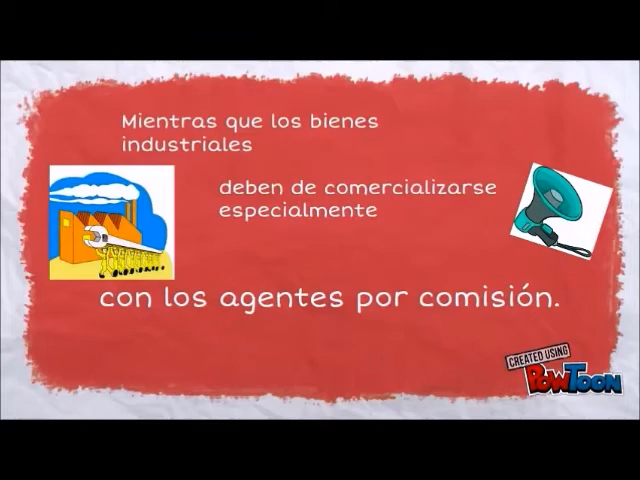 Mientras que los bienes
industriales
deben de comercializarse
especialmente
con los agentes por comisión.
CREATED USING
POWTOON